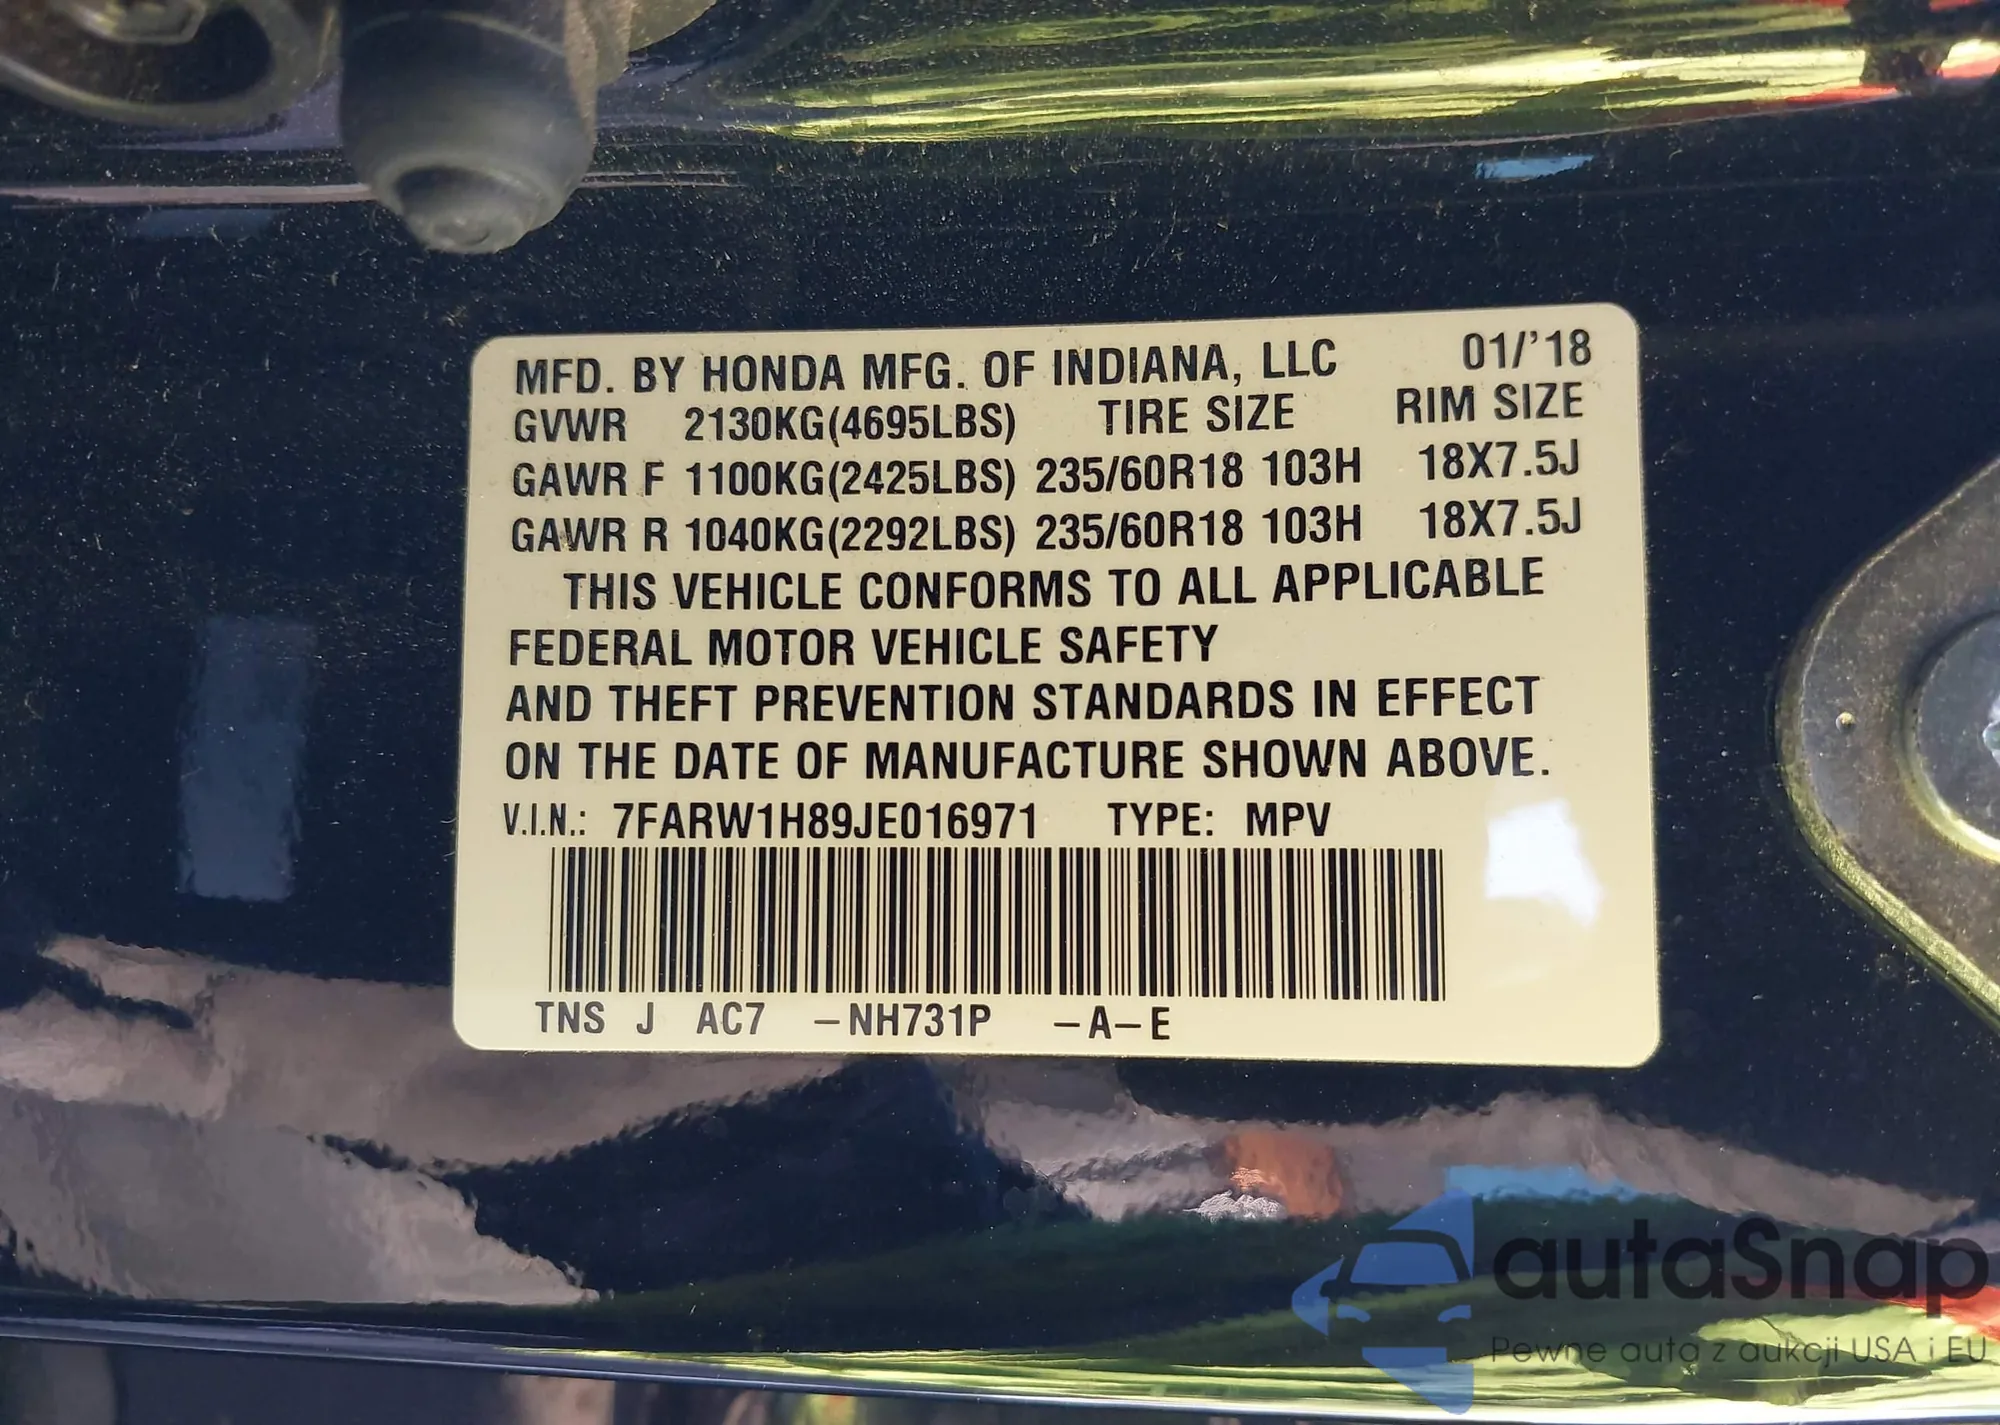 MFD. BY HONDA MFG. OF INDIANA, LLC 01/'18
GVWR 2130KG(4695LBS) TIRE SIZE RIM SIZE
GAWR F 1100KG(2425LBS) 235/60R18 103H 18X7.5J
GAWR R 1040KG(2292LBS) 235/60R18 103H 18X7.5J
THIS VEHICLE CONFORMS TO ALL APPLICABLE
FEDERAL MOTOR VEHICLE SAFETY
AND THEFT PREVENTION STANDARDS IN EFFECT
ON THE DATE OF MANUFACTURE SHOWN ABOVE.
V.I.N.: 7FARW1H89JE016971 TYPE: MPV
TNS J AC7 –NH731P –A–E
autaSnap
Pewne auta z aukcji USA i EU